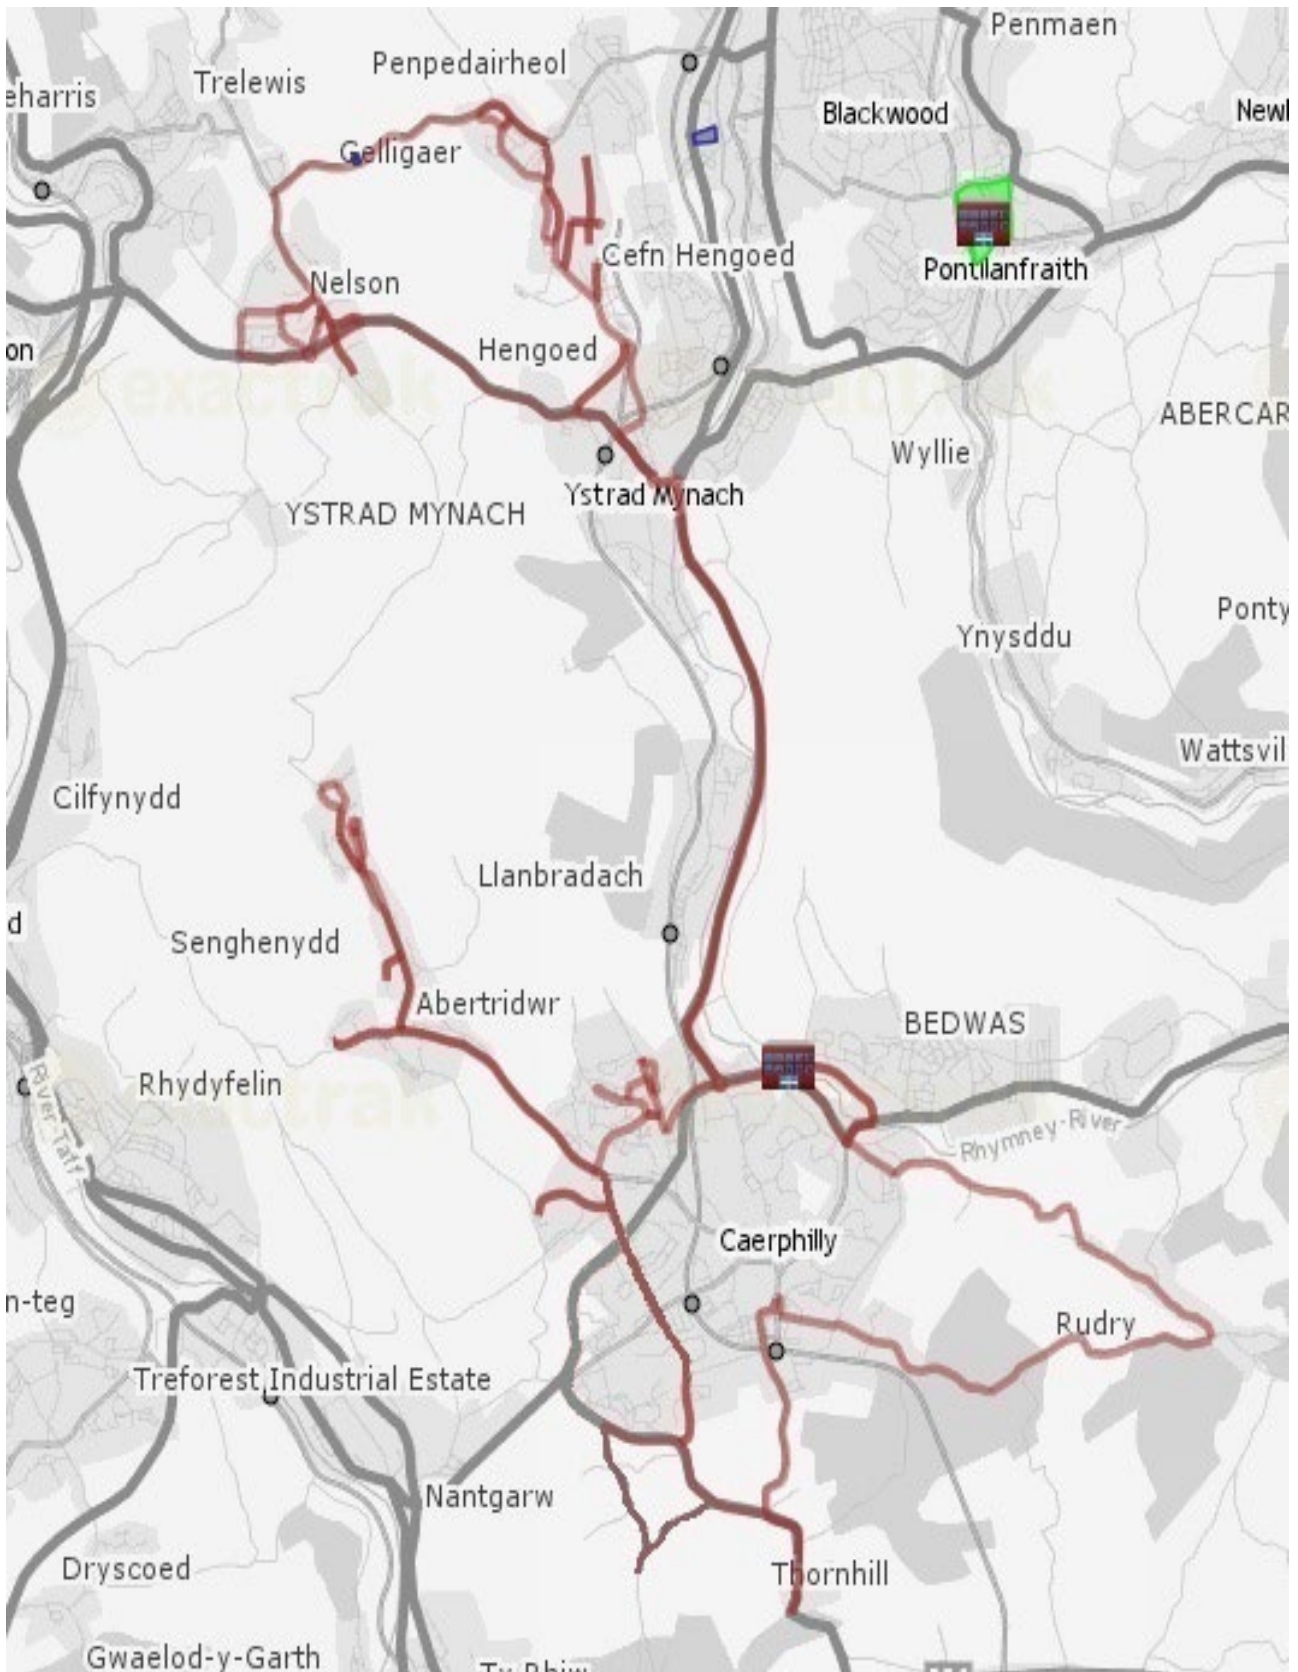 Penmaen
Penpedairheol
Trelewis
eharris
Blackwood
Gelligaer
Cefn Hengoed
Pontllanfraith
Nelson
Hengoed
on
exactrak
ABERCAR
Wyllie
Ystrad Mynach
YSTRAD MYNACH
Ponty
Ynysddu
Wattsvil
Cilfynydd
Llanbradach
d
Senghenydd
Abertridwr
BEDWAS
Rhydyfelin
exactrak
River-Taff
Rhymney-River
Caerphilly
n-teg
Rudry
Treforest Industrial Estate
Nantgarw
Dryscoed
Thornhill
Gwaelod-y-Garth